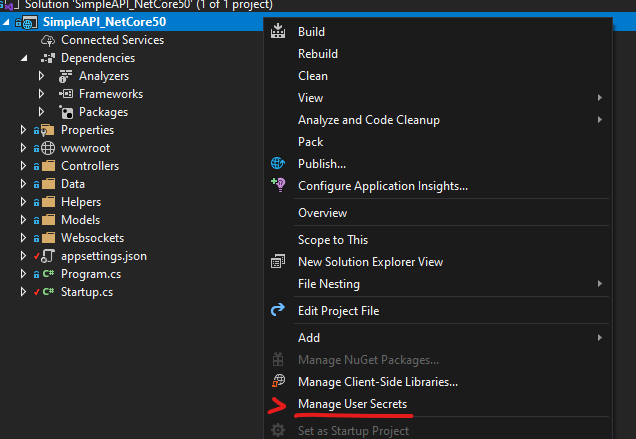 Solution 'SimpleAPI_NetCore50' (1 of 1 project)
SimpleAPI_NetCore50
Connected Services
Dependencies
Analyzers
Frameworks
Packages
Properties
wwwroot
Controllers
Data
Helpers
Models
Websockets
appsettings.json
C# Program.cs
C# Startup.cs
Build
Rebuild
Clean
View
Analyze and Code Cleanup
Pack
Publish...
Configure Application Insights...
Overview
Scope to This
New Solution Explorer View
File Nesting
Edit Project File
Add
Manage NuGet Packages...
Manage Client-Side Libraries...
Manage User Secrets
Set as Startup Project